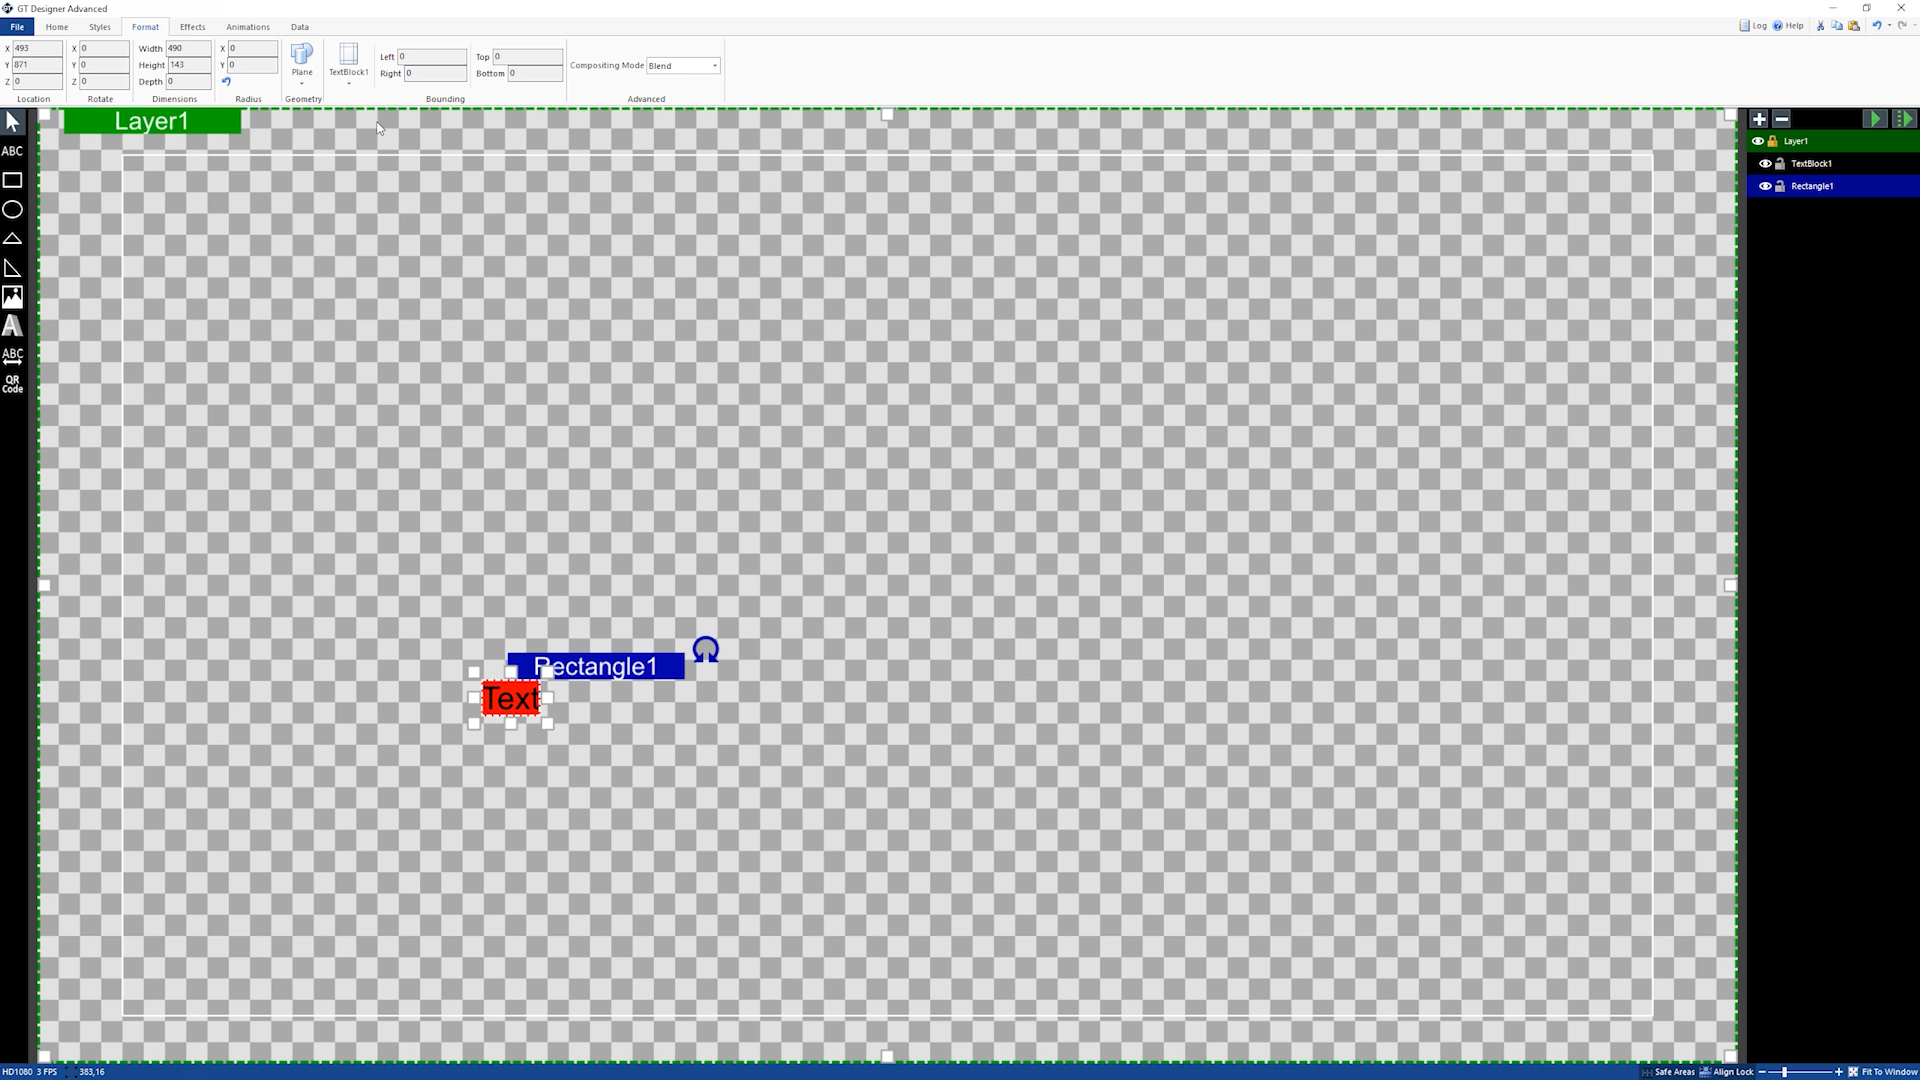 GT Designer Advanced
File Home Styles Format Effects Animations Data Log Help
X 493 X 0 Width 490 X 0 Plane TextBlock1 Left 0 Top 0 Compositing Mode Blend
Y 871 Y 0 Height 143 Y 0 Right 0 Bottom 0
Z 0 Z 0 Depth 0
Location Rotate Dimensions Radius Geometry Bounding Advanced
Layer1
ABC
A
ABC
QR
Code
Rectangle1
Text
Layer1
TextBlock1
Rectangle1
HD1080 3 FPS 383,16 Safe Areas Align Lock Fit To Window